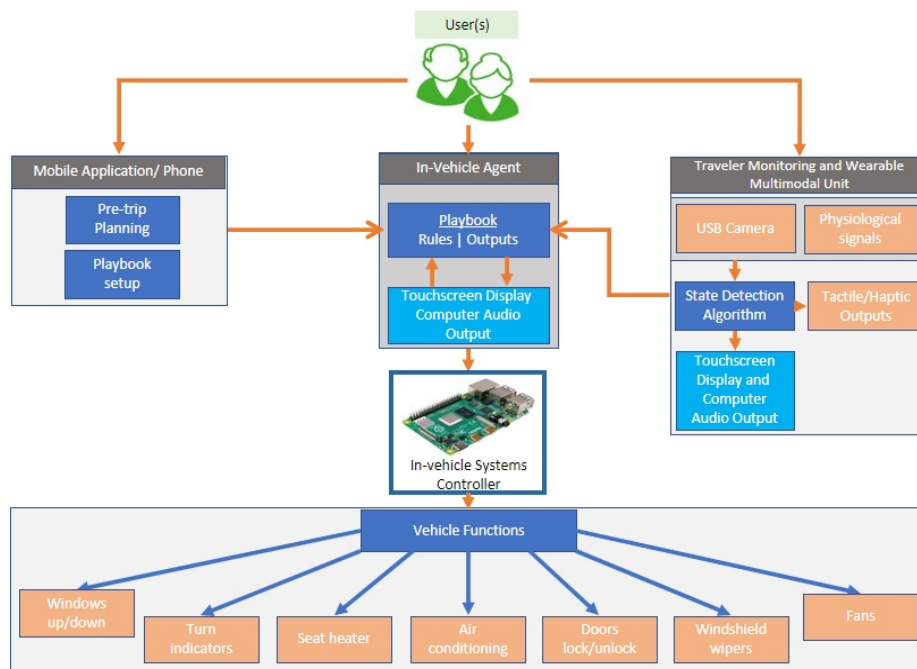 User(s)
Mobile Application/ Phone
Pre-trip
Planning
Playbook
setup
In-Vehicle Agent
Playbook
Rules | Outputs
Touchscreen Display
Computer Audio
Output
Traveler Monitoring and Wearable
Multimodal Unit
USB Camera
Physiological
signals
State Detection
Algorithm
Tactile/Haptic
Outputs
Touchscreen
Display and
Computer
Audio Output
In-vehicle Systems
Controller
Vehicle Functions
Windows
up/down
Turn
indicators
Seat heater
Air
conditioning
Doors
lock/unlock
Windshield
wipers
Fans